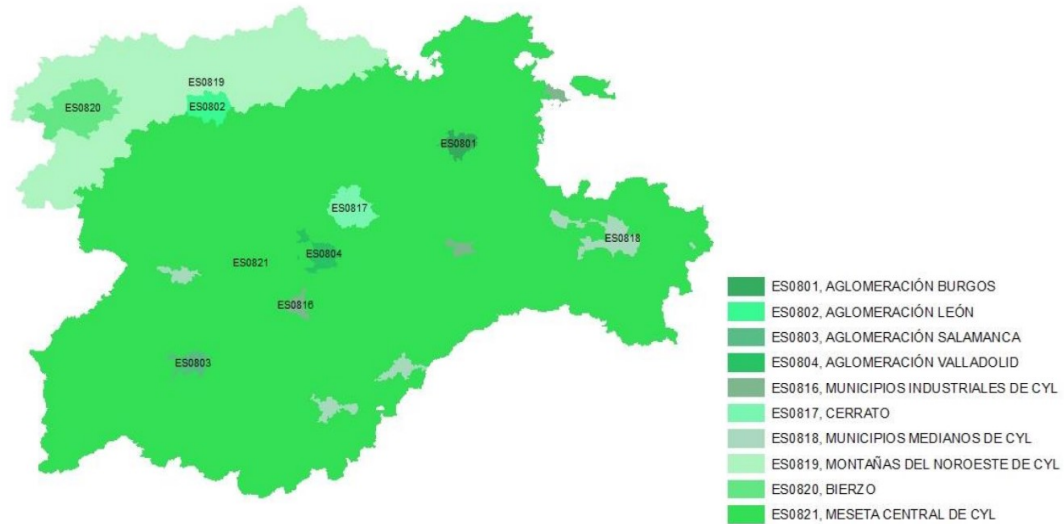 ES0819
ES0820
ES0802
ES0801
ES0817
ES0818
ES0804
ES0821
ES0816
ES0803
ES0801, AGLOMERACIÓN BURGOS
ES0802, AGLOMERACIÓN LEÓN
ES0803, AGLOMERACIÓN SALAMANCA
ES0804, AGLOMERACIÓN VALLADOLID
ES0816, MUNICIPIOS INDUSTRIALES DE CYL
ES0817, CERRATO
ES0818, MUNICIPIOS MEDIANOS DE CYL
ES0819, MONTAÑAS DEL NOROESTE DE CYL
ES0820, BIERZO
ES0821, MESETA CENTRAL DE CYL